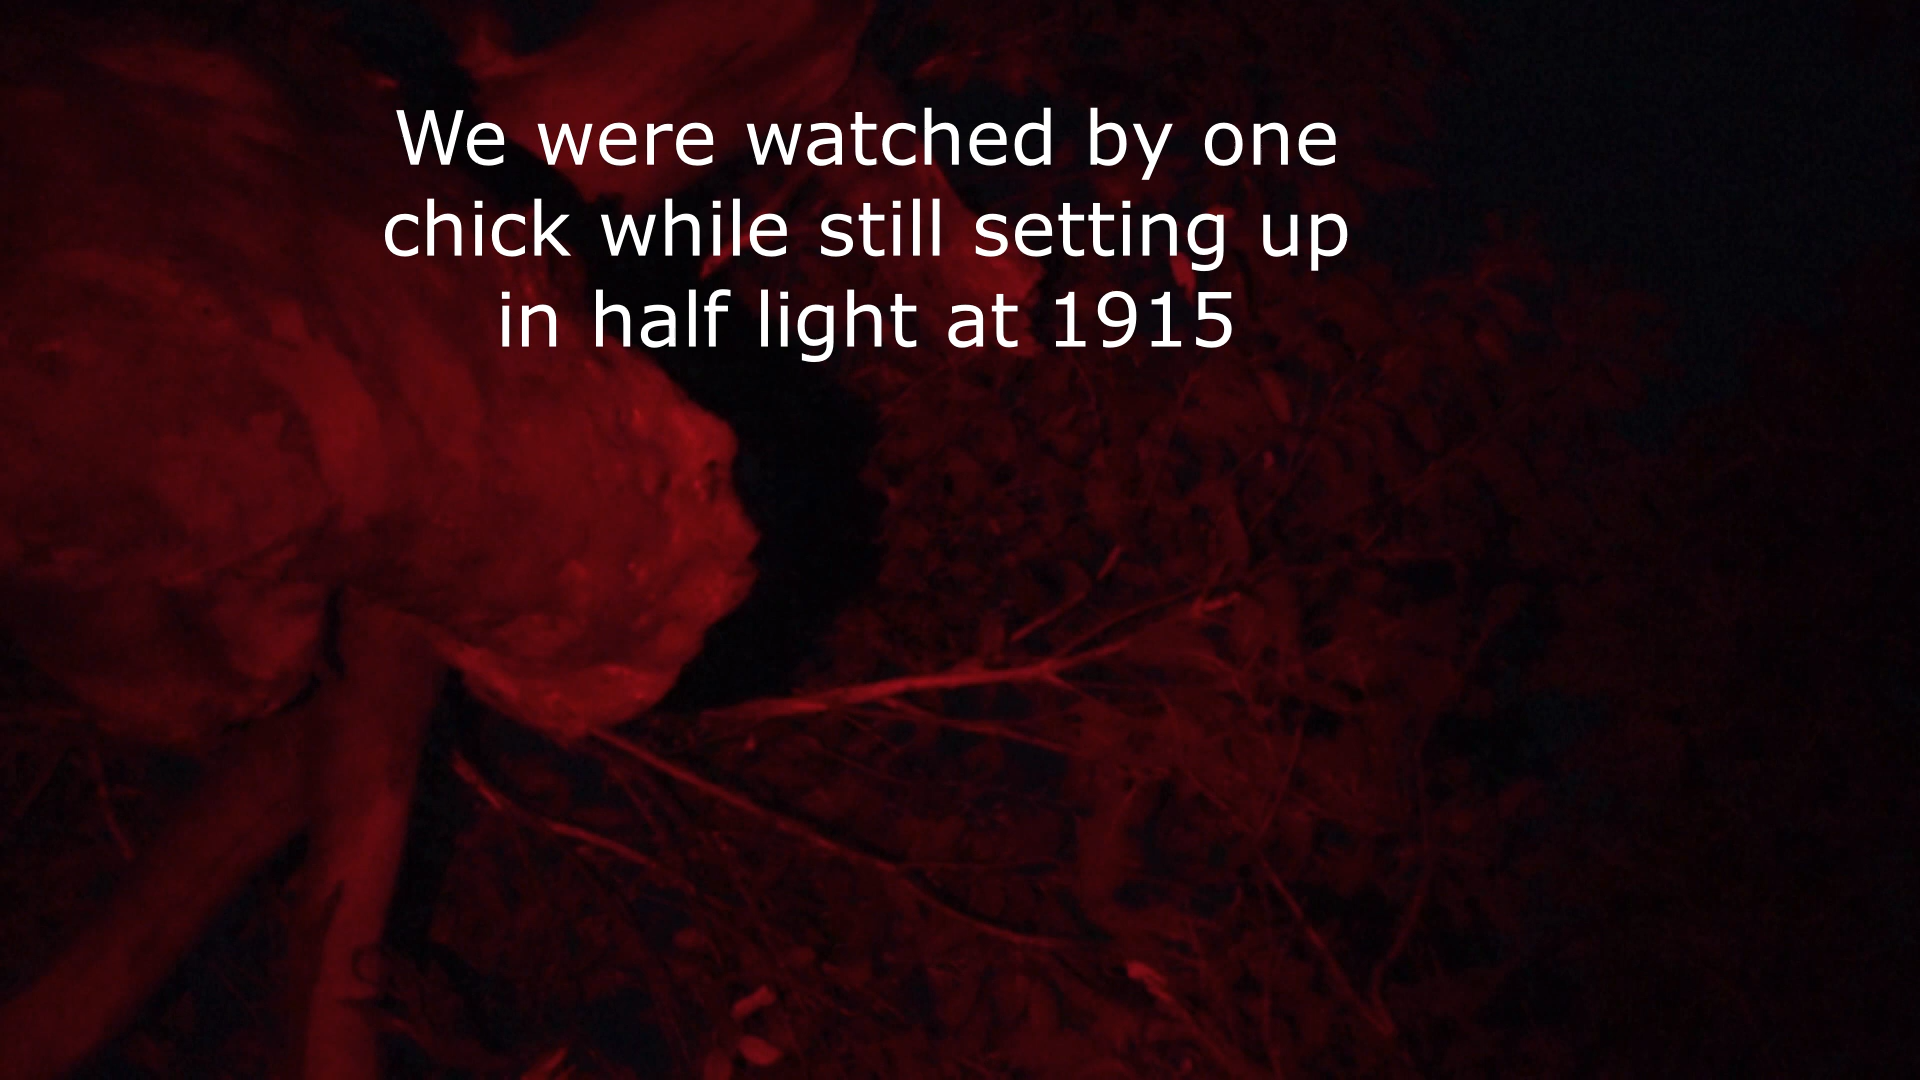 We were watched by one
chick while still setting up
in half light at 1915